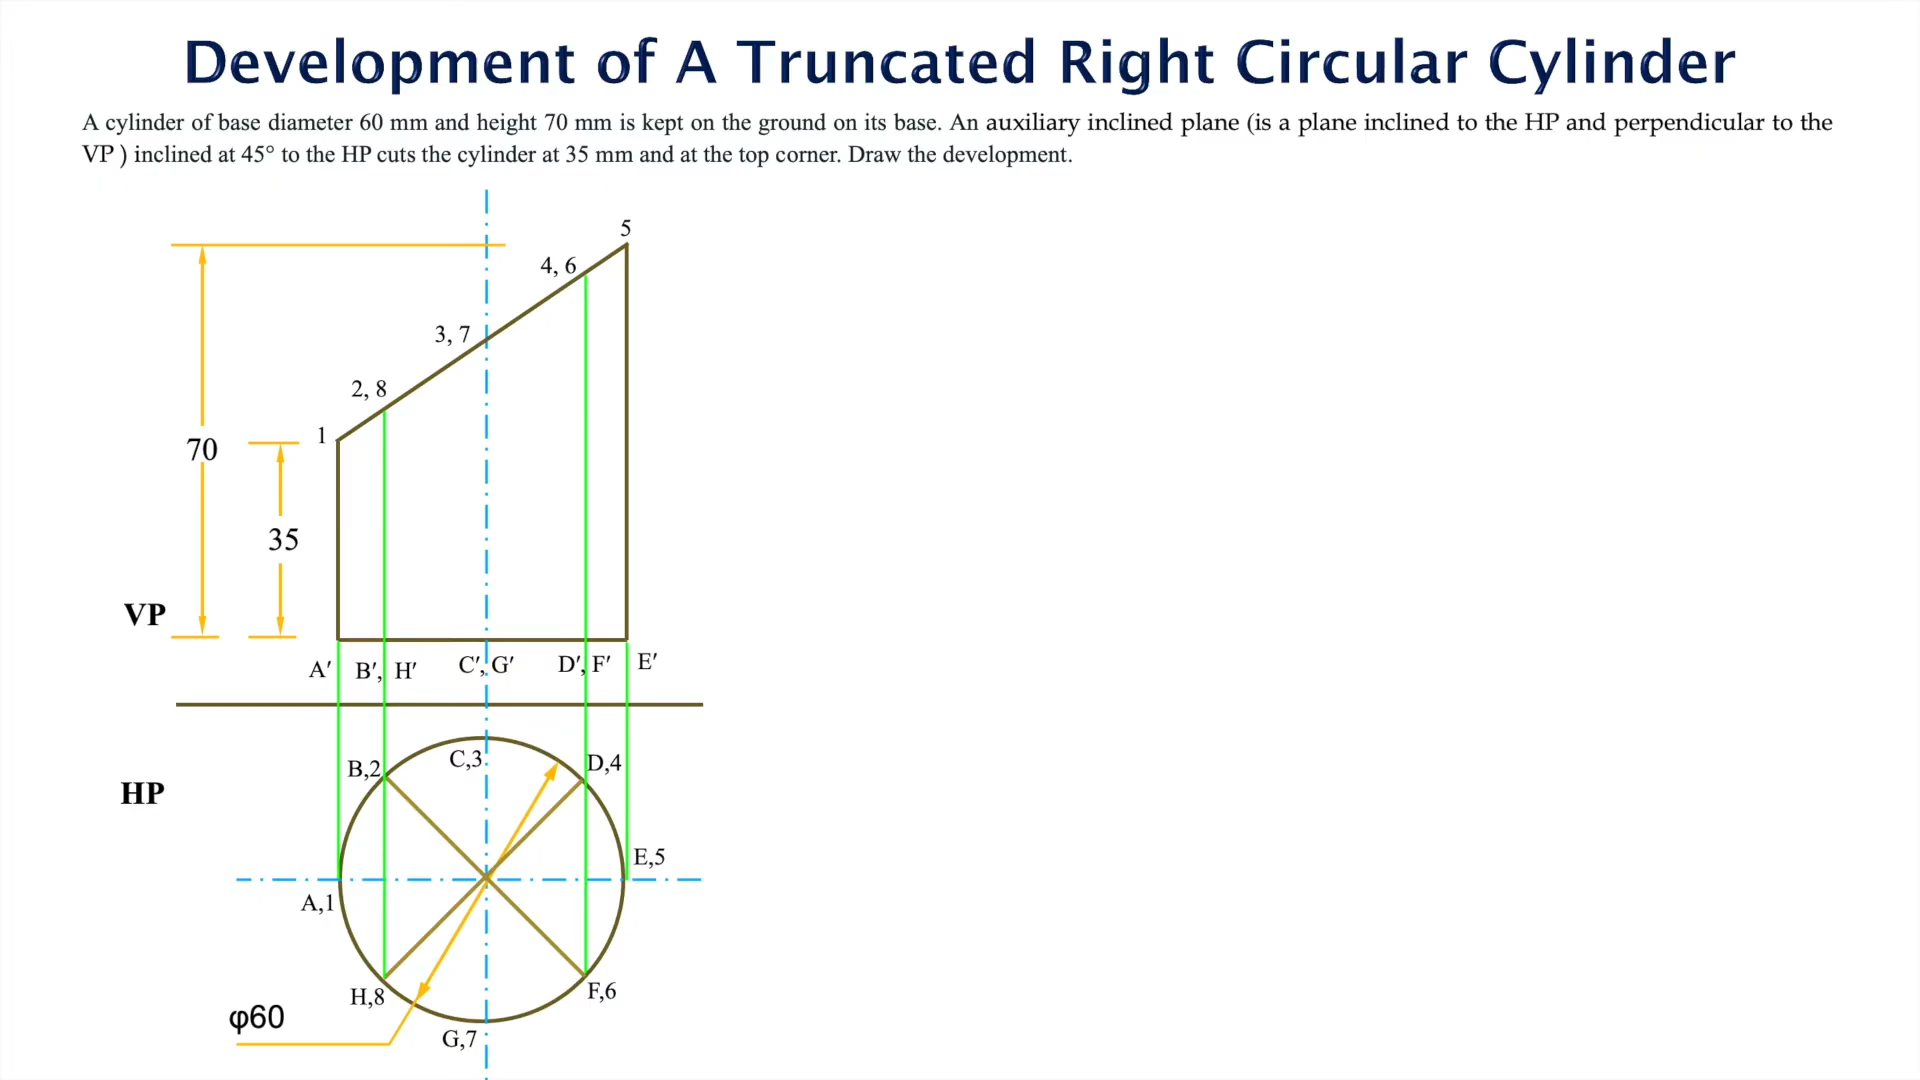 Development of A Truncated Right Circular Cylinder
A cylinder of base diameter 60 mm and height 70 mm is kept on the ground on its base. An auxiliary inclined plane (is a plane inclined to the HP and perpendicular to the
VP ) inclined at 45° to the HP cuts the cylinder at 35 mm and at the top corner. Draw the development.
5
4, 6
3, 7
2, 8
1
70
35
VP
A′ B′, H′ C′, G′ D′, F′ E′
C,3
B,2 D,4
HP
E,5
A,1
H,8 F,6
φ60
G,7